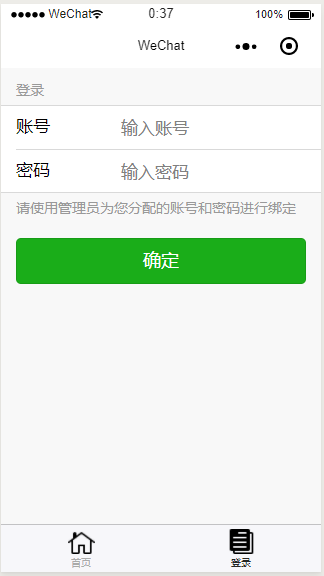 ●●●●● WeChat 0:37 100%
WeChat
登录
账号 输入账号
密码 输入密码
请使用管理员为您分配的账号和密码进行绑定
确定
首页 登录